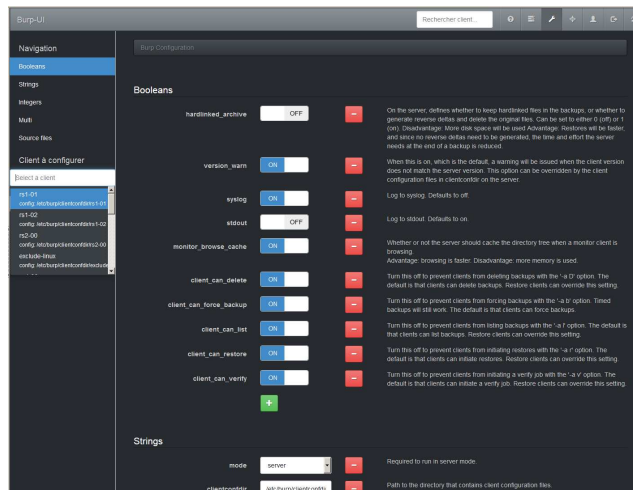 Burp-UI
Rechercher client...
Navigation
Booleans
Strings
Integers
Multi
Source files
Client à configurer
Select a client
rs1-01
config: /etc/burp/clientconfdir/rs1-01
rs1-02
config: /etc/burp/clientconfdir/rs1-02
rs2-00
config: /etc/burp/clientconfdir/rs2-00
exclude-linux
config: /etc/burp/clientconfdir/exclude
Burp Configuration
Booleans
hardlinked_archive
OFF
On the server, defines whether to keep hardlinked files in the backups, or whether to
generate reverse deltas and delete the original files. Can be set to either 0 (off) or 1
(on). Disadvantage: More disk space will be used Advantage: Restores will be faster,
and since no reverse deltas need to be generated, the time and effort the server
needs at the end of a backup is reduced.
version_warn
ON
When this is on, which is the default, a warning will be issued when the client version
does not match the server version. This option can be overridden by the client
configuration files in clientconfdir on the server.
syslog
ON
Log to syslog. Defaults to off.
stdout
OFF
Log to stdout. Defaults to on.
monitor_browse_cache
ON
Whether or not the server should cache the directory tree when a monitor client is
browsing.
Advantage: browsing is faster. Disadvantage: more memory is used.
client_can_delete
ON
Turn this off to prevent clients from deleting backups with the '-a D' option. The
default is that clients can delete backups. Restore clients can override this setting.
client_can_force_backup
ON
Turn this off to prevent clients from forcing backups with the '-a b' option. Timed
backups will still work. The default is that clients can force backups.
client_can_list
ON
Turn this off to prevent clients from listing backups with the '-a l' option. The default is
that clients can list backups. Restore clients can override this setting.
client_can_restore
ON
Turn this off to prevent clients from initiating restores with the '-a r' option. The
default is that clients can initiate restores. Restore clients can override this setting.
client_can_verify
ON
Turn this off to prevent clients from initiating a verify job with the '-a v' option. The
default is that clients can initiate a verify job. Restore clients can override this setting.
Strings
mode
server
Required to run in server mode.
clientconfdir
/etc/burp/clientconfdir
Path to the directory that contains client configuration files.